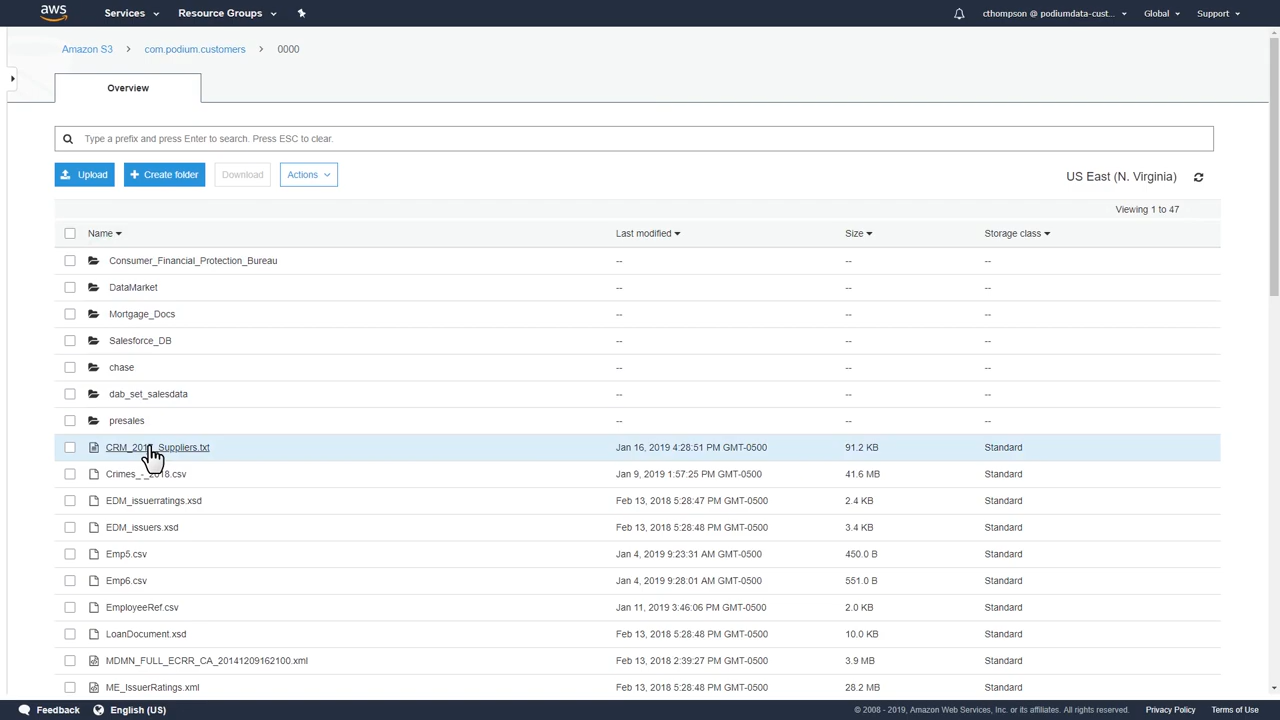 aws Services Resource Groups cthompson @ podiumdata-cust... Global Support
Amazon S3 > com.podium.customers > 0000
Overview
Type a prefix and press Enter to search. Press ESC to clear.
Upload + Create folder Download Actions US East (N. Virginia)
Viewing 1 to 47
Name Last modified Size Storage class
Consumer_Financial_Protection_Bureau -- -- --
DataMarket -- -- --
Mortgage_Docs -- -- --
Salesforce_DB -- -- --
chase -- -- --
dab_set_salesdata -- -- --
presales -- -- --
Suppliers.txt Jan 16, 2019 4:28:51 PM GMT-0500 91.2 KB Standard
Crimes_-_2018.csv Jan 9, 2019 1:57:25 PM GMT-0500 41.6 MB Standard
EDM_issuerratings.xsd Feb 13, 2018 5:28:47 PM GMT-0500 2.4 KB Standard
EDM_issuers.xsd Feb 13, 2018 5:28:48 PM GMT-0500 3.4 KB Standard
Emp5.csv Jan 4, 2019 9:23:31 AM GMT-0500 450.0 B Standard
Emp6.csv Jan 4, 2019 9:28:01 AM GMT-0500 551.0 B Standard
EmployeeRef.csv Jan 11, 2019 3:46:06 PM GMT-0500 2.0 KB Standard
LoanDocument.xsd Feb 13, 2018 5:28:48 PM GMT-0500 10.0 KB Standard
MDMN_FULL_ECRR_CA_20141209162100.xml Feb 13, 2018 2:39:27 PM GMT-0500 3.9 MB Standard
ME_IssuerRatings.xml Feb 13, 2018 5:28:48 PM GMT-0500 28.2 MB Standard
Feedback English (US) © 2008 - 2019, Amazon Web Services, Inc. or its affiliates. All rights reserved. Privacy Policy Terms of Use